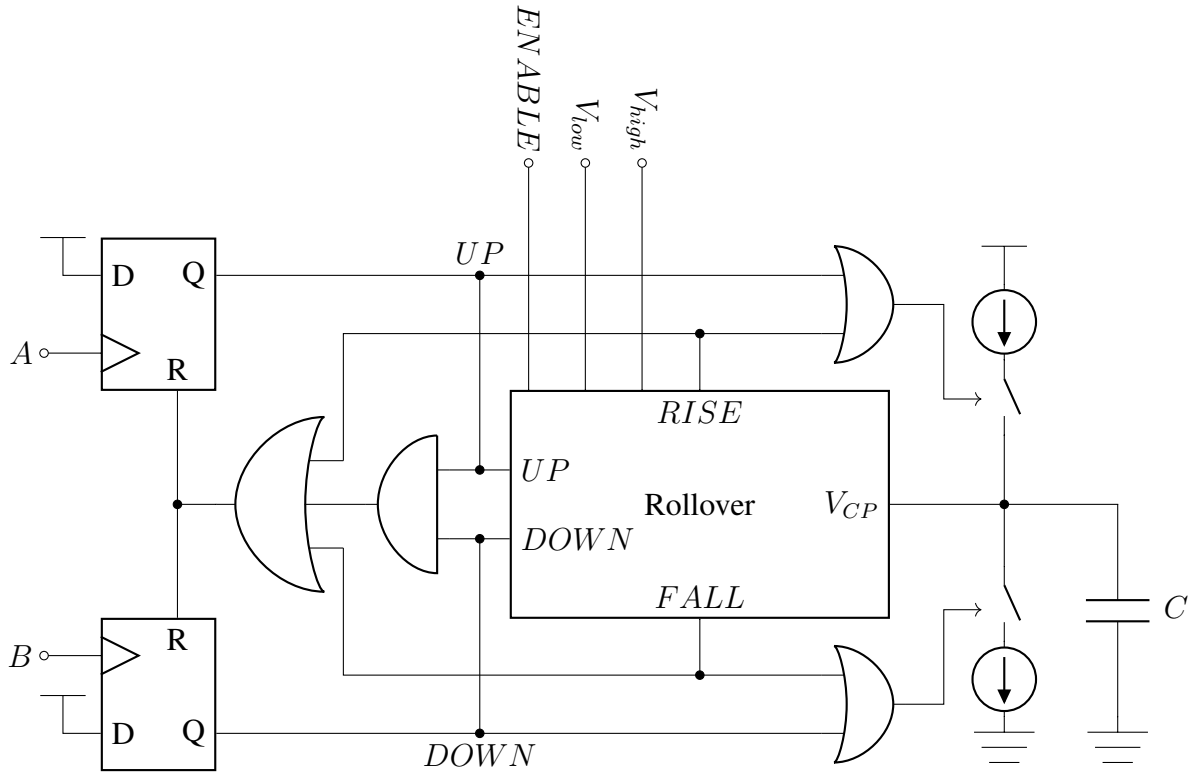 ENABLE
V_low
V_high
UP
D
Q
A
R
RISE
UP
Rollover
V_CP
DOWN
FALL
R
B
C
D
Q
DOWN